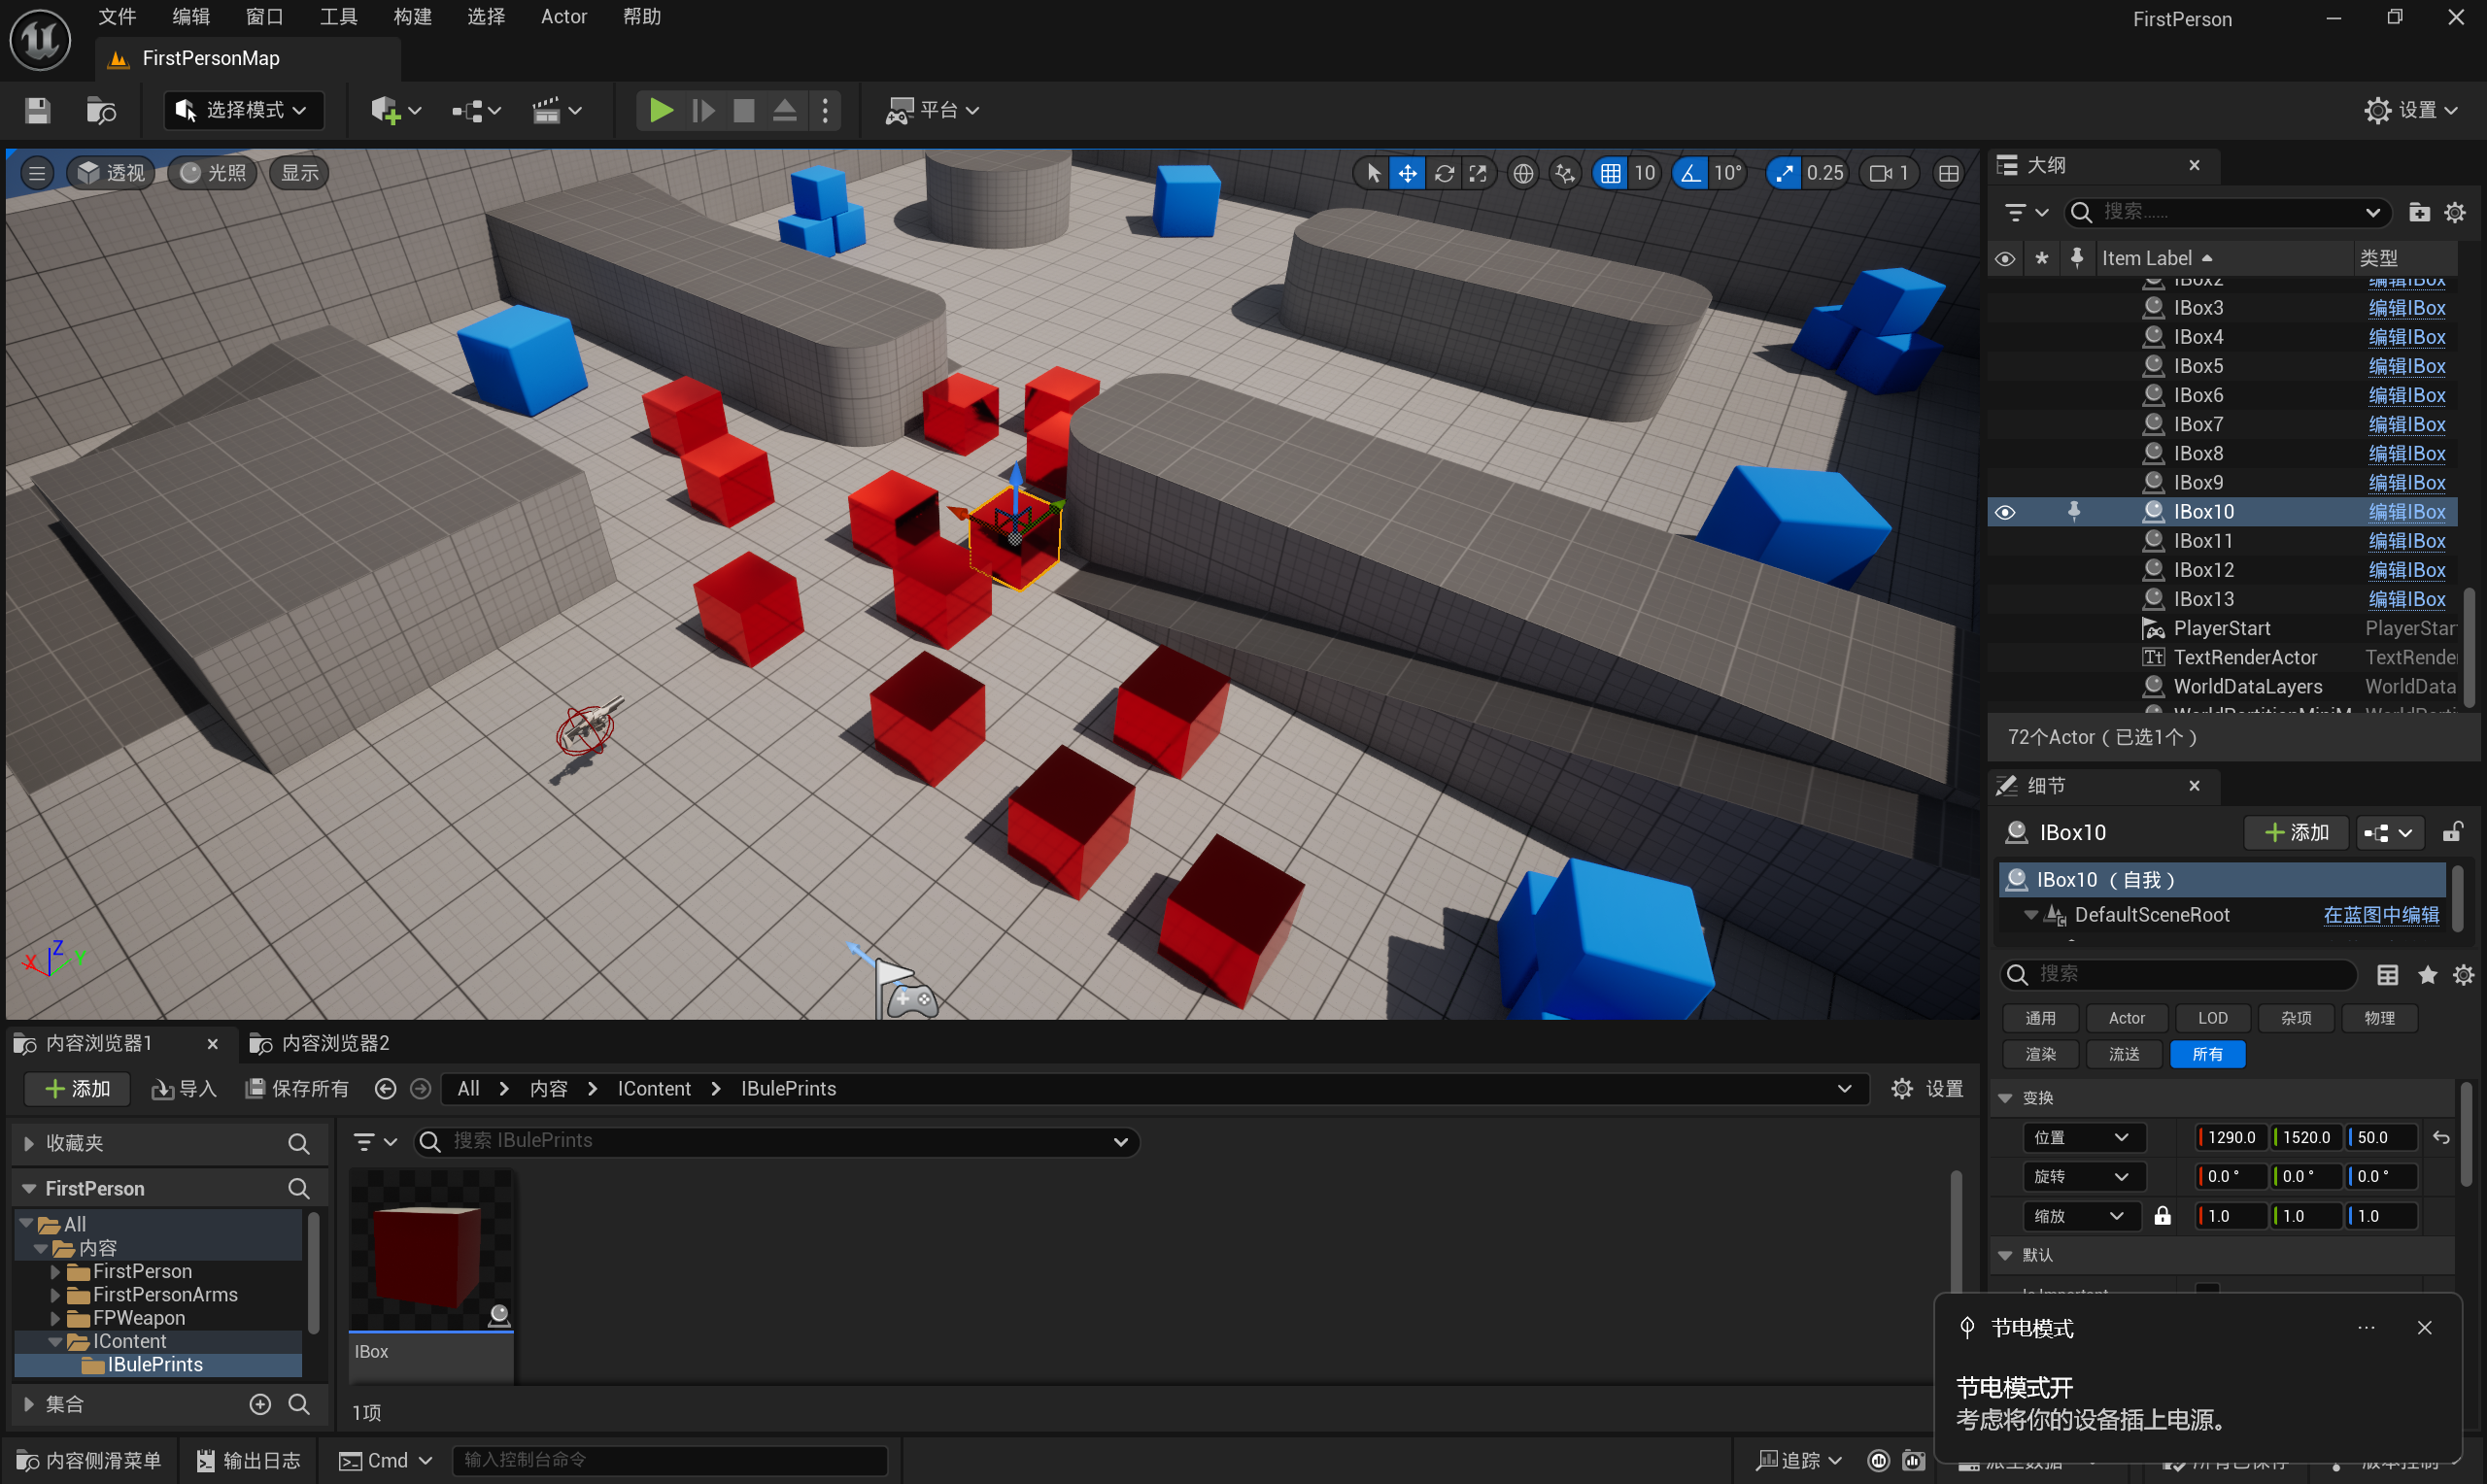 文件 编辑 窗口 工具 构建 选择 Actor 帮助
FirstPerson
FirstPersonMap
选择模式
平台
设置
透视 光照 显示
10 10° 0.25 1
大纲
搜索......
Item Label 类型
IBox2 编辑IBox
IBox3 编辑IBox
IBox4 编辑IBox
IBox5 编辑IBox
IBox6 编辑IBox
IBox7 编辑IBox
IBox8 编辑IBox
IBox9 编辑IBox
IBox10 编辑IBox
IBox11 编辑IBox
IBox12 编辑IBox
IBox13 编辑IBox
PlayerStart PlayerStar
TextRenderActor TextRende
WorldDataLayers WorldData
72个Actor（已选1个）
细节
IBox10 添加
IBox10（自我）
DefaultSceneRoot 在蓝图中编辑
搜索
通用 Actor LOD 杂项 物理
渲染 流送 所有
变换
位置 1290.0 1520.0 50.0
旋转 0.0° 0.0° 0.0°
缩放 1.0 1.0 1.0
默认
X Z Y
内容浏览器1 内容浏览器2
添加 导入 保存所有 All 内容 IContent IBulePrints 设置
收藏夹
搜索 IBulePrints
FirstPerson
All
内容
FirstPerson
FirstPersonArms
FPWeapon
IContent
IBulePrints
集合
IBox
1项
节电模式
节电模式开
考虑将你的设备插上电源。
内容侧滑菜单 输出日志 Cmd 输入控制台命令 追踪